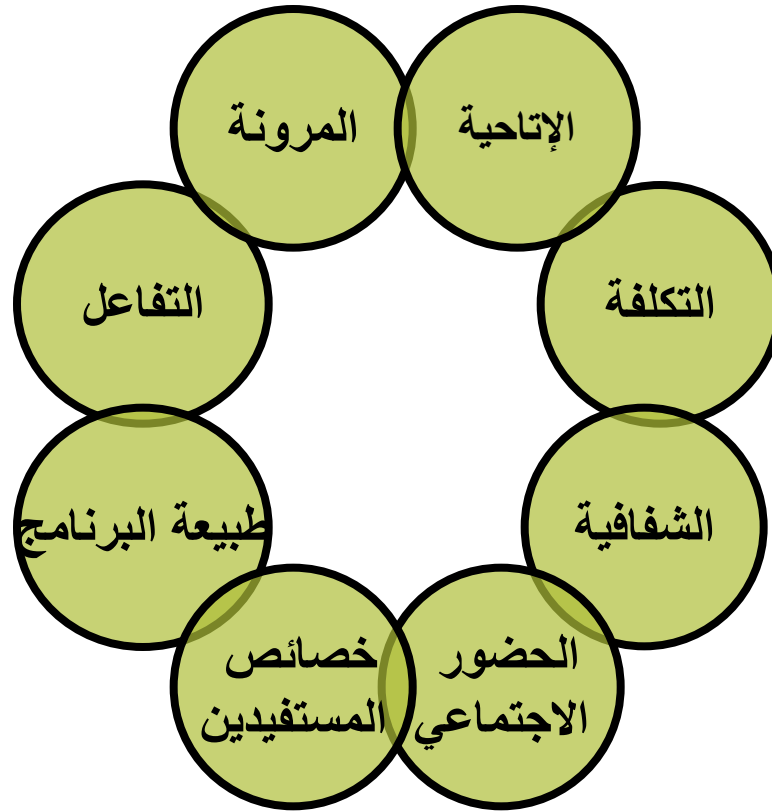 الإتاحية
المرونة
التكلفة
التفاعل
الشفافية
طبيعة البرنامج
الحضور
الاجتماعي
خصائص
المستفيدين